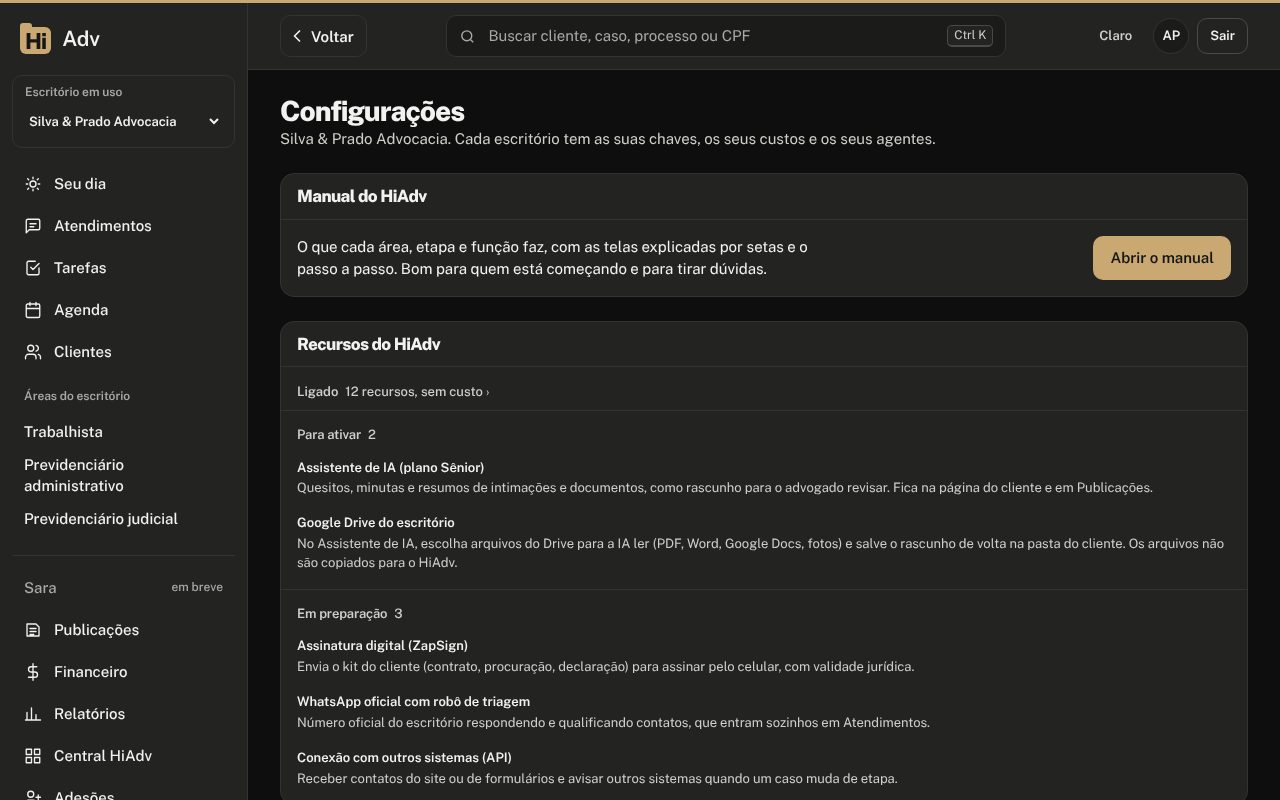 Hi Adv
Escritório em uso
Silva & Prado Advocacia
Seu dia
Atendimentos
Tarefas
Agenda
Clientes
Áreas do escritório
Trabalhista
Previdenciário
administrativo
Previdenciário judicial
Sara em breve
Publicações
Financeiro
Relatórios
Central HiAdv
Adesões
Voltar
Buscar cliente, caso, processo ou CPF
Ctrl K
Claro
AP
Sair
Configurações
Silva & Prado Advocacia. Cada escritório tem as suas chaves, os seus custos e os seus agentes.
Manual do HiAdv
O que cada área, etapa e função faz, com as telas explicadas por setas e o
passo a passo. Bom para quem está começando e para tirar dúvidas.
Abrir o manual
Recursos do HiAdv
Ligado 12 recursos, sem custo ›
Para ativar 2
Assistente de IA (plano Sênior)
Quesitos, minutas e resumos de intimações e documentos, como rascunho para o advogado revisar. Fica na página do cliente e em Publicações.
Google Drive do escritório
No Assistente de IA, escolha arquivos do Drive para a IA ler (PDF, Word, Google Docs, fotos) e salve o rascunho de volta na pasta do cliente. Os arquivos não
são copiados para o HiAdv.
Em preparação 3
Assinatura digital (ZapSign)
Envia o kit do cliente (contrato, procuração, declaração) para assinar pelo celular, com validade jurídica.
WhatsApp oficial com robô de triagem
Número oficial do escritório respondendo e qualificando contatos, que entram sozinhos em Atendimentos.
Conexão com outros sistemas (API)
Receber contatos do site ou de formulários e avisar outros sistemas quando um caso muda de etapa.